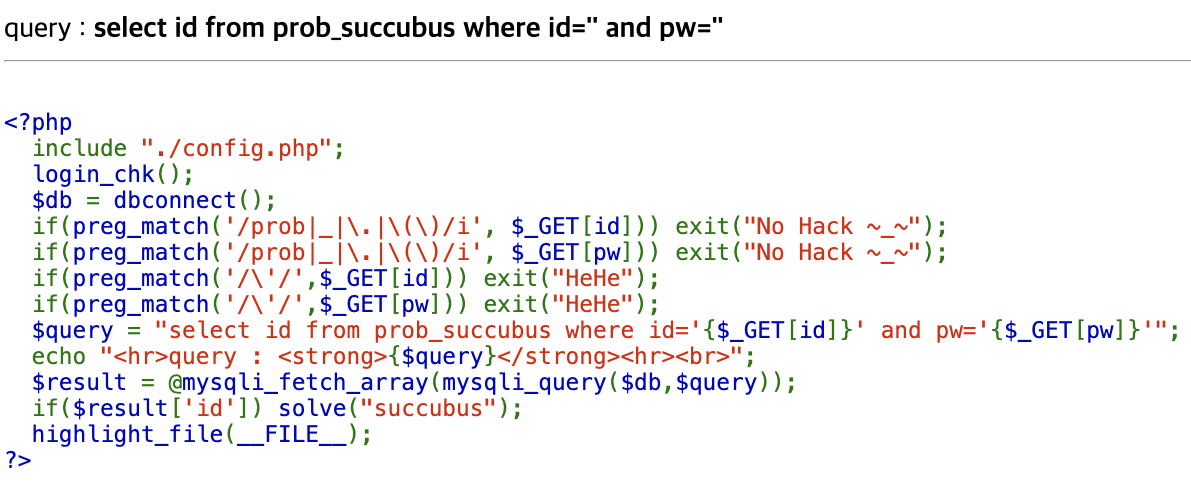 query : select id from prob_succubus where id='' and pw=''
<?php
  include "./config.php";
  login_chk();
  $db = dbconnect();
  if(preg_match('/prob|_|\.|\(\)/i', $_GET[id])) exit("No Hack ~_~");
  if(preg_match('/prob|_|\.|\(\)/i', $_GET[pw])) exit("No Hack ~_~");
  if(preg_match('/\'/',$_GET[id])) exit("HeHe");
  if(preg_match('/\'/',$_GET[pw])) exit("HeHe");
  $query = "select id from prob_succubus where id='{$_GET[id]}' and pw='{$_GET[pw]}'";
  echo "<hr>query : <strong>{$query}</strong><hr><br>";
  $result = @mysqli_fetch_array(mysqli_query($db,$query));
  if($result['id']) solve("succubus");
  highlight_file(__FILE__);
?>